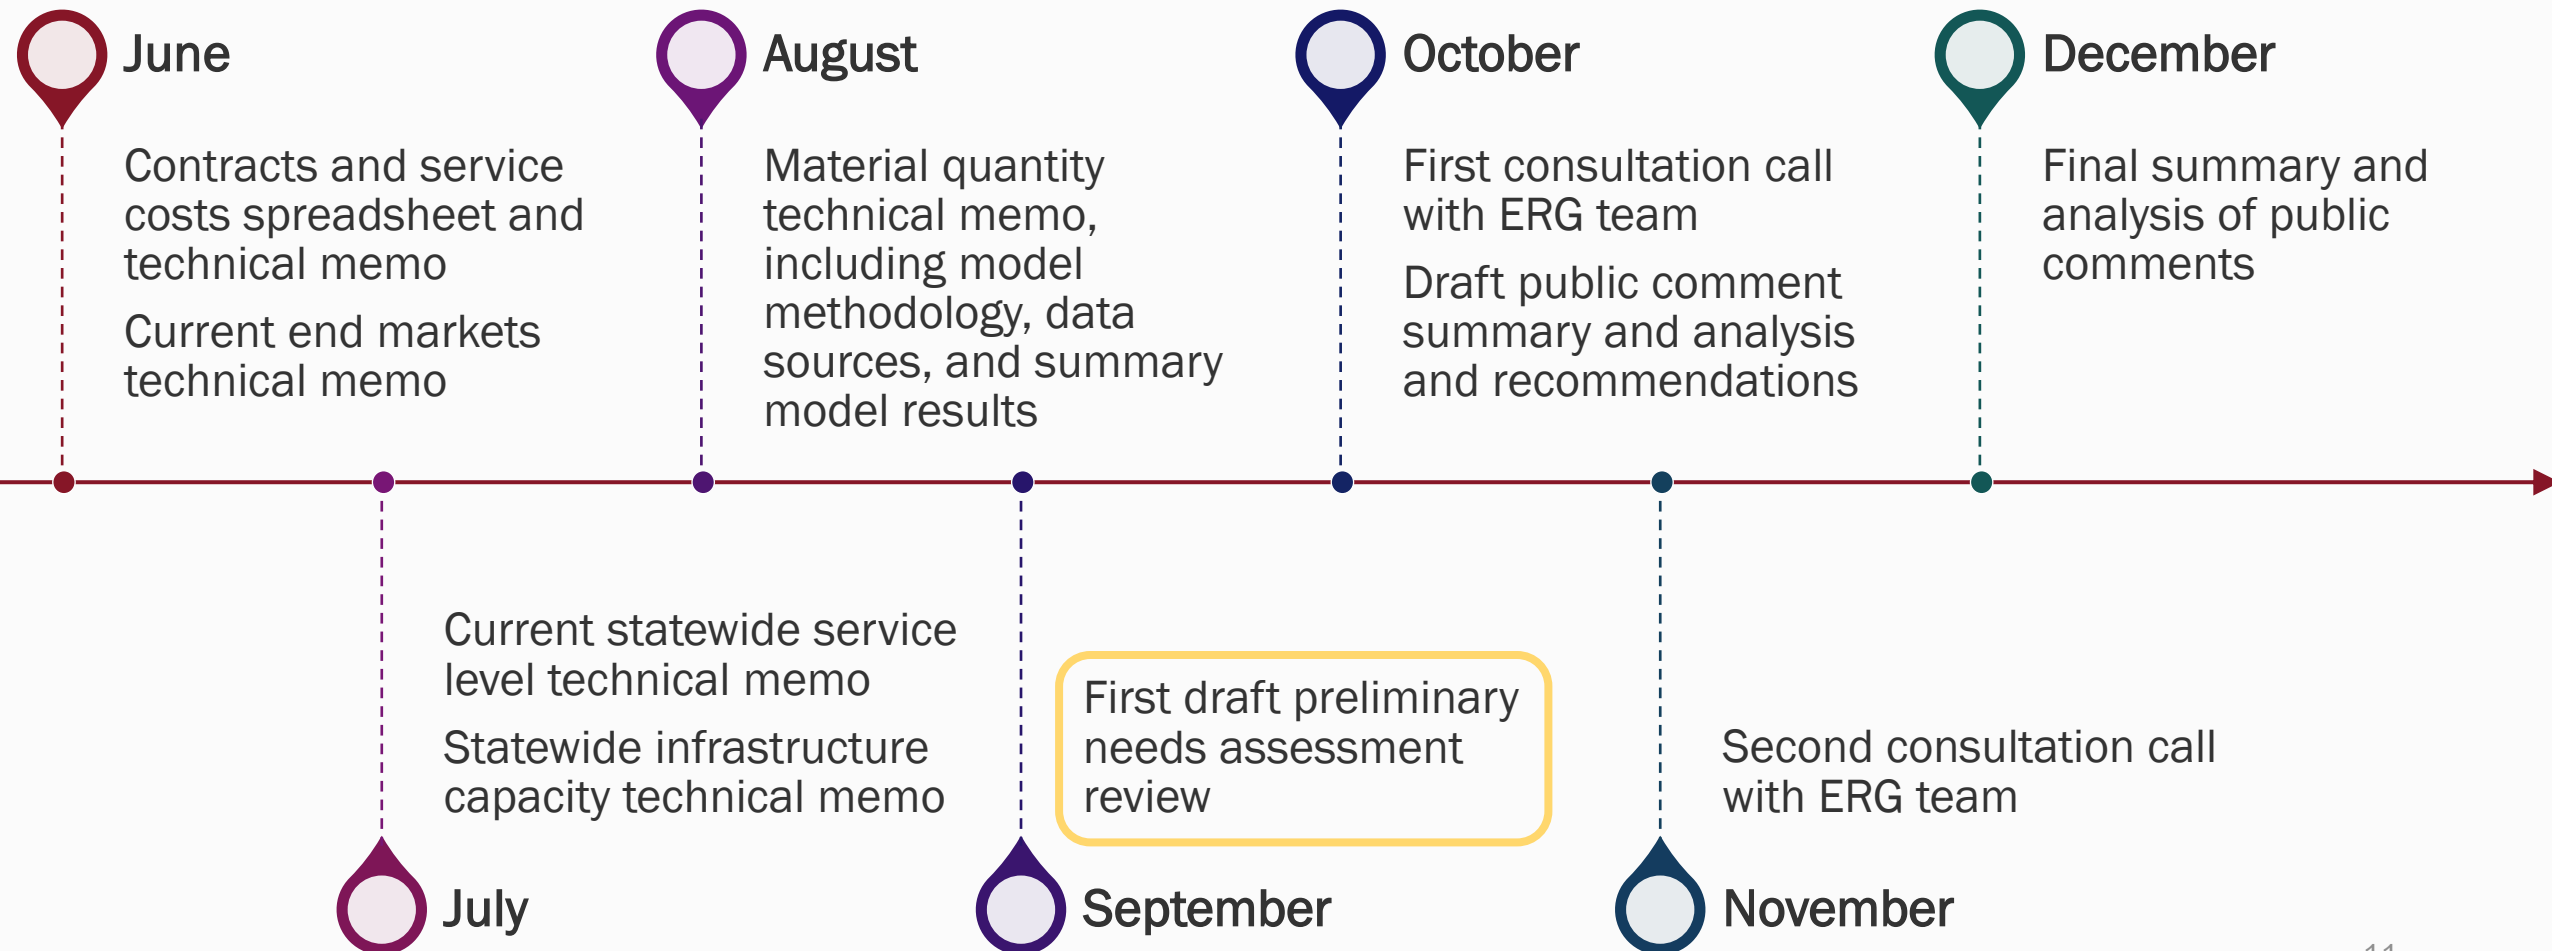 June
Contracts and service
costs spreadsheet and
technical memo
Current end markets
technical memo
August
Material quantity
technical memo,
including model
methodology, data
sources, and summary
model results
October
First consultation call
with ERG team
Draft public comment
summary and analysis
and recommendations
December
Final summary and
analysis of public
comments
Current statewide service
level technical memo
Statewide infrastructure
capacity technical memo
July
First draft preliminary
needs assessment
review
September
Second consultation call
with ERG team
November
11